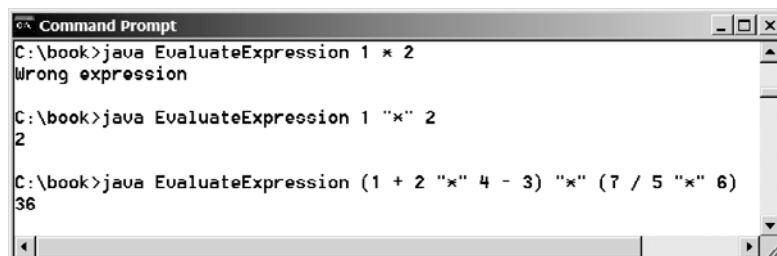 C:\ Command Prompt
C:\book>java EvaluateExpression 1 * 2
Wrong expression
C:\book>java EvaluateExpression 1 "*" 2
2
C:\book>java EvaluateExpression (1 + 2 "*" 4 - 3) "*" (7 / 5 "*" 6)
36